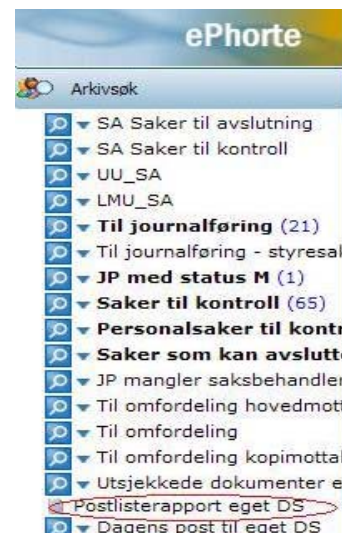 ePhorte
Arkivsøk
SA Saker til avslutning
SA Saker til kontroll
UU_SA
LMU_SA
Til journalføring (21)
Til journalføring - styresak
JP med status M (1)
Saker til kontroll (65)
Personalsaker til kontr
Saker som kan avslutt
JP mangler saksbehandler
Til omfordeling hovedmott
Til omfordeling
Til omfordeling kopimottal
Utsjekkede dokumenter e
Postlisterapport eget DS
Dagens post til eget DS